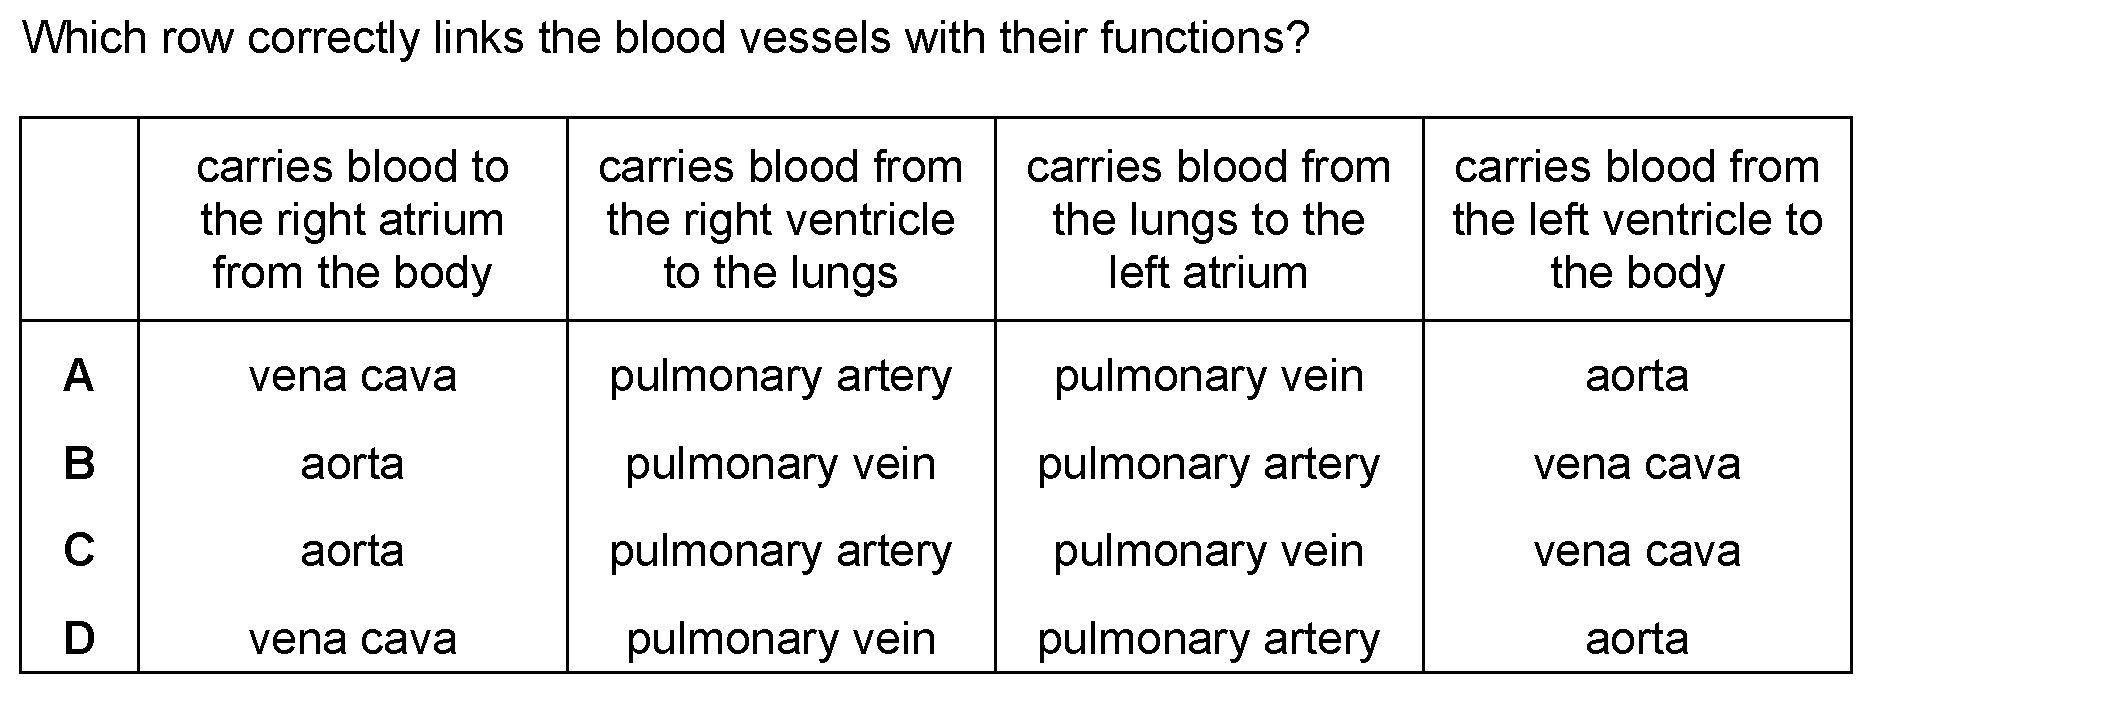 Which row correctly links the blood vessels with their functions?
carries blood to the right atrium from the body carries blood from the right ventricle to the lungs carries blood from the lungs to the left atrium carries blood from the left ventricle to the body
A vena cava pulmonary artery pulmonary vein aorta
B aorta pulmonary vein pulmonary artery vena cava
C aorta pulmonary artery pulmonary vein vena cava
D vena cava pulmonary vein pulmonary artery aorta